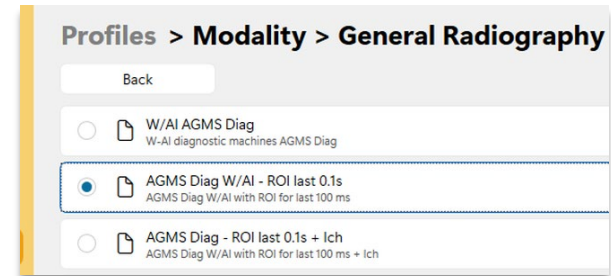 Profiles > Modality > General Radiography
Back
W/AI AGMS Diag
W-AI diagnostic machines AGMS Diag
AGMS Diag W/AI - ROI last 0.1s
AGMS Diag W/AI with ROI for last 100 ms
AGMS Diag - ROI last 0.1s + Ich
AGMS Diag W/AI with ROI for last 100 ms + Ich